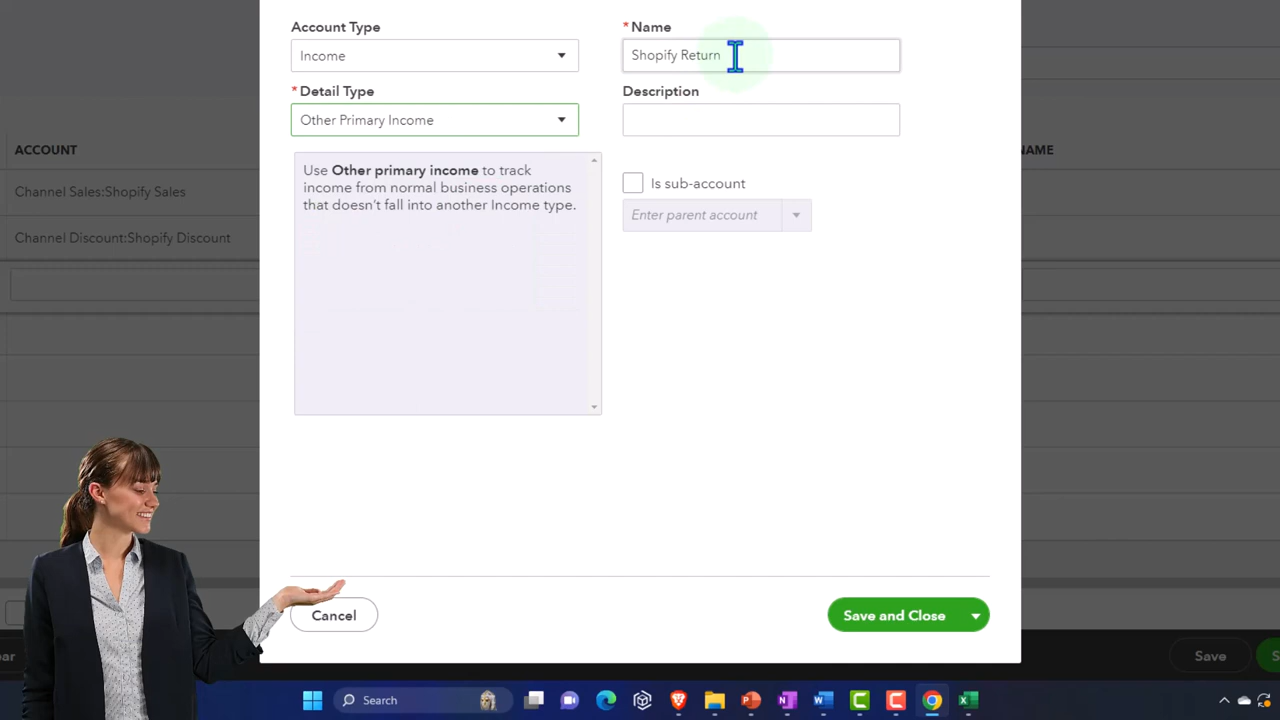 Account Type
* Name
Income
Shopify Return
* Detail Type
Description
Other Primary Income
ACCOUNT
NAME
Use Other primary income to track
income from normal business operations
that doesn't fall into another Income type.
Is sub-account
Channel Sales:Shopify Sales
Enter parent account
Channel Discount:Shopify Discount
Cancel
Save and Close
Save
Search